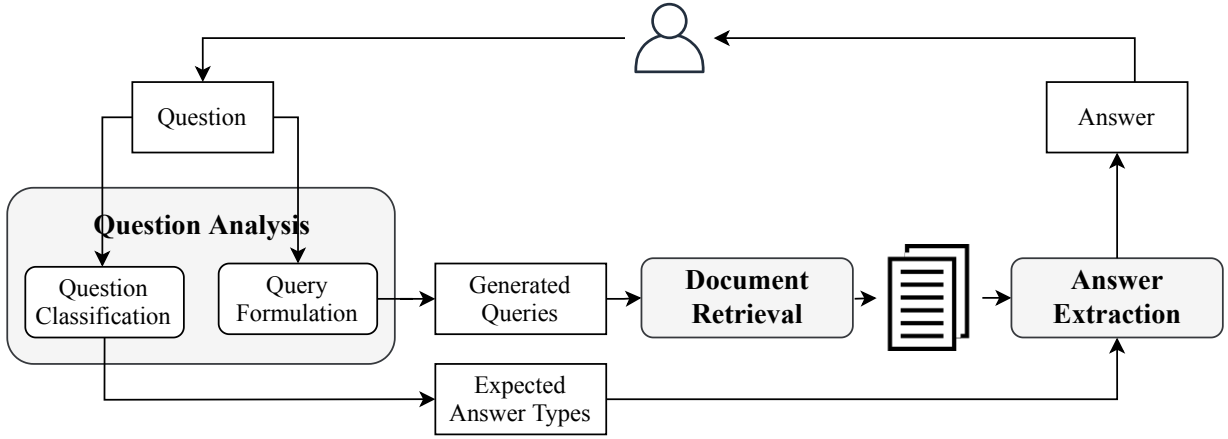 Question
Answer
Question Analysis
Question
Classification
Query
Formulation
Generated
Queries
Document
Retrieval
Answer
Extraction
Expected
Answer Types